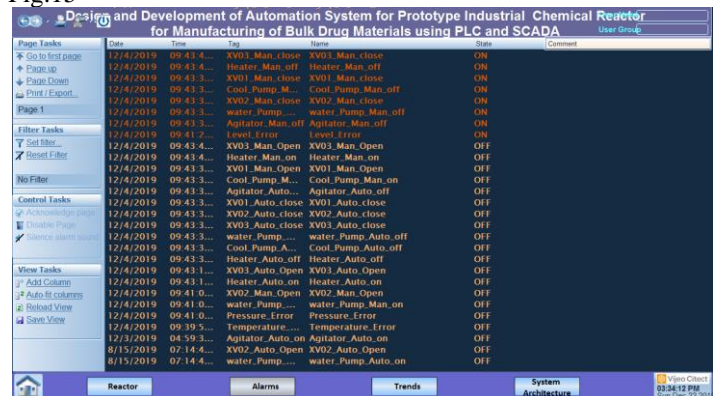 Fig.13
Design and Development of Automation System for Prototype Industrial Chemical Reactor
for Manufacturing of Bulk Drug Materials using PLC and SCADA
User Group
Page Tasks
Go to first page
Page up
Page Down
Print / Export...
Page 1
Filter Tasks
Set filter...
Reset Filter
No Filter
Control Tasks
Acknowledge page
Disable Page
Silence alarm sound
View Tasks
Add Column
Auto fit columns
Reload View
Save View
Date Time Tag Name State Comment
12/4/2019 09:43:4... XV03_Man_close XV03_Man_close ON
12/4/2019 09:43:4... Heater_Man_off Heater_Man_off ON
12/4/2019 09:43:3... XV01_Man_close XV01_Man_close ON
12/4/2019 09:43:3... Cool_Pump_M... Cool_Pump_Man_off ON
12/4/2019 09:43:3... XV02_Man_close XV02_Man_close ON
12/4/2019 09:43:3... water_Pump_... water_Pump_Man_off ON
12/4/2019 09:43:3... Agitator_Man_off Agitator_Man_off ON
12/4/2019 09:41:2... Level_Error Level_Error ON
12/4/2019 09:43:4... XV03_Man_Open XV03_Man_Open OFF
12/4/2019 09:43:4... Heater_Man_on Heater_Man_on OFF
12/4/2019 09:43:3... XV01_Man_Open XV01_Man_Open OFF
12/4/2019 09:43:3... Cool_Pump_M... Cool_Pump_Man_on OFF
12/4/2019 09:43:3... Agitator_Auto... Agitator_Auto_off OFF
12/4/2019 09:43:3... XV01_Auto_close XV01_Auto_close OFF
12/4/2019 09:43:3... XV02_Auto_close XV02_Auto_close OFF
12/4/2019 09:43:3... XV03_Auto_close XV03_Auto_close OFF
12/4/2019 09:43:3... water_Pump_... water_Pump_Auto_off OFF
12/4/2019 09:43:3... Cool_Pump_A... Cool_Pump_Auto_off OFF
12/4/2019 09:43:3... Heater_Auto_off Heater_Auto_off OFF
12/4/2019 09:43:1... XV03_Auto_Open XV03_Auto_Open OFF
12/4/2019 09:43:1... Heater_Auto_on Heater_Auto_on OFF
12/4/2019 09:41:0... XV02_Man_Open XV02_Man_Open OFF
12/4/2019 09:41:0... water_Pump_... water_Pump_Man_on OFF
12/4/2019 09:41:0... Pressure_Error Pressure_Error OFF
12/4/2019 09:39:5... Temperature_... Temperature_Error OFF
12/3/2019 04:59:3... Agitator_Auto_on Agitator_Auto_on OFF
8/15/2019 07:14:4... XV02_Auto_Open XV02_Auto_Open OFF
8/15/2019 07:14:4... water_Pump_... water_Pump_Auto_on OFF
Reactor Alarms Trends System
Architecture
Vijeo Citect
03:34:12 PM